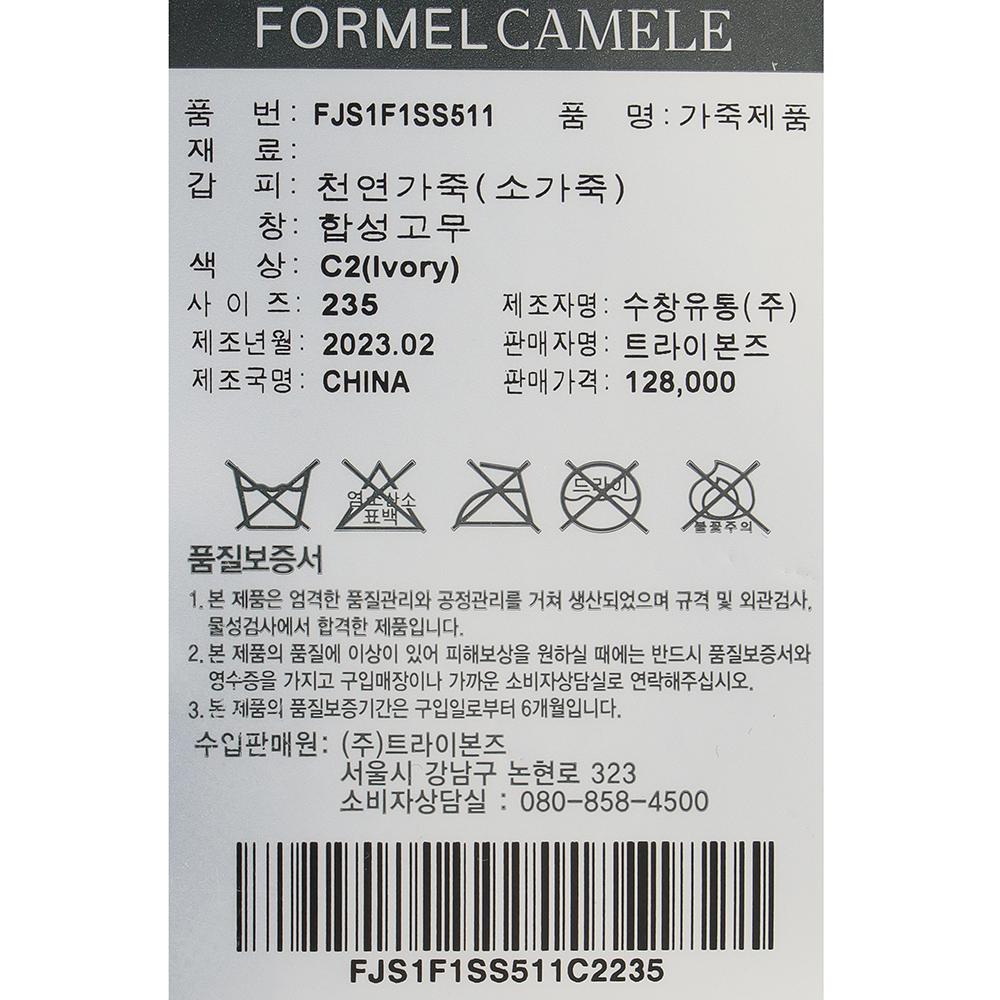 FORMEL CAMELE
품 번: FJS1F1SS511 품 명: 가죽제품
재 료:
갑 피: 천연가죽(소가죽)
창: 합성고무
색 상: C2(Ivory)
사 이 즈: 235 제조자명: 수창유통(주)
제조년월: 2023.02 판매자명: 트라이본즈
제조국명: CHINA 판매가격: 128,000
염소산소 드라이
표백 불꽃주의
품질보증서
1. 본 제품은 엄격한 품질관리와 공정관리를 거쳐 생산되었으며 규격 및 외관검사,
물성검사에서 합격한 제품입니다.
2. 본 제품의 품질에 이상이 있어 피해보상을 원하실 때에는 반드시 품질보증서와
영수증을 가지고 구입매장이나 가까운 소비자상담실로 연락해주십시오.
3. 본 제품의 품질보증기간은 구입일로부터 6개월입니다.
수입판매원: (주)트라이본즈
서울시 강남구 논현로 323
소비자상담실 : 080-858-4500
FJS1F1SS511C2235